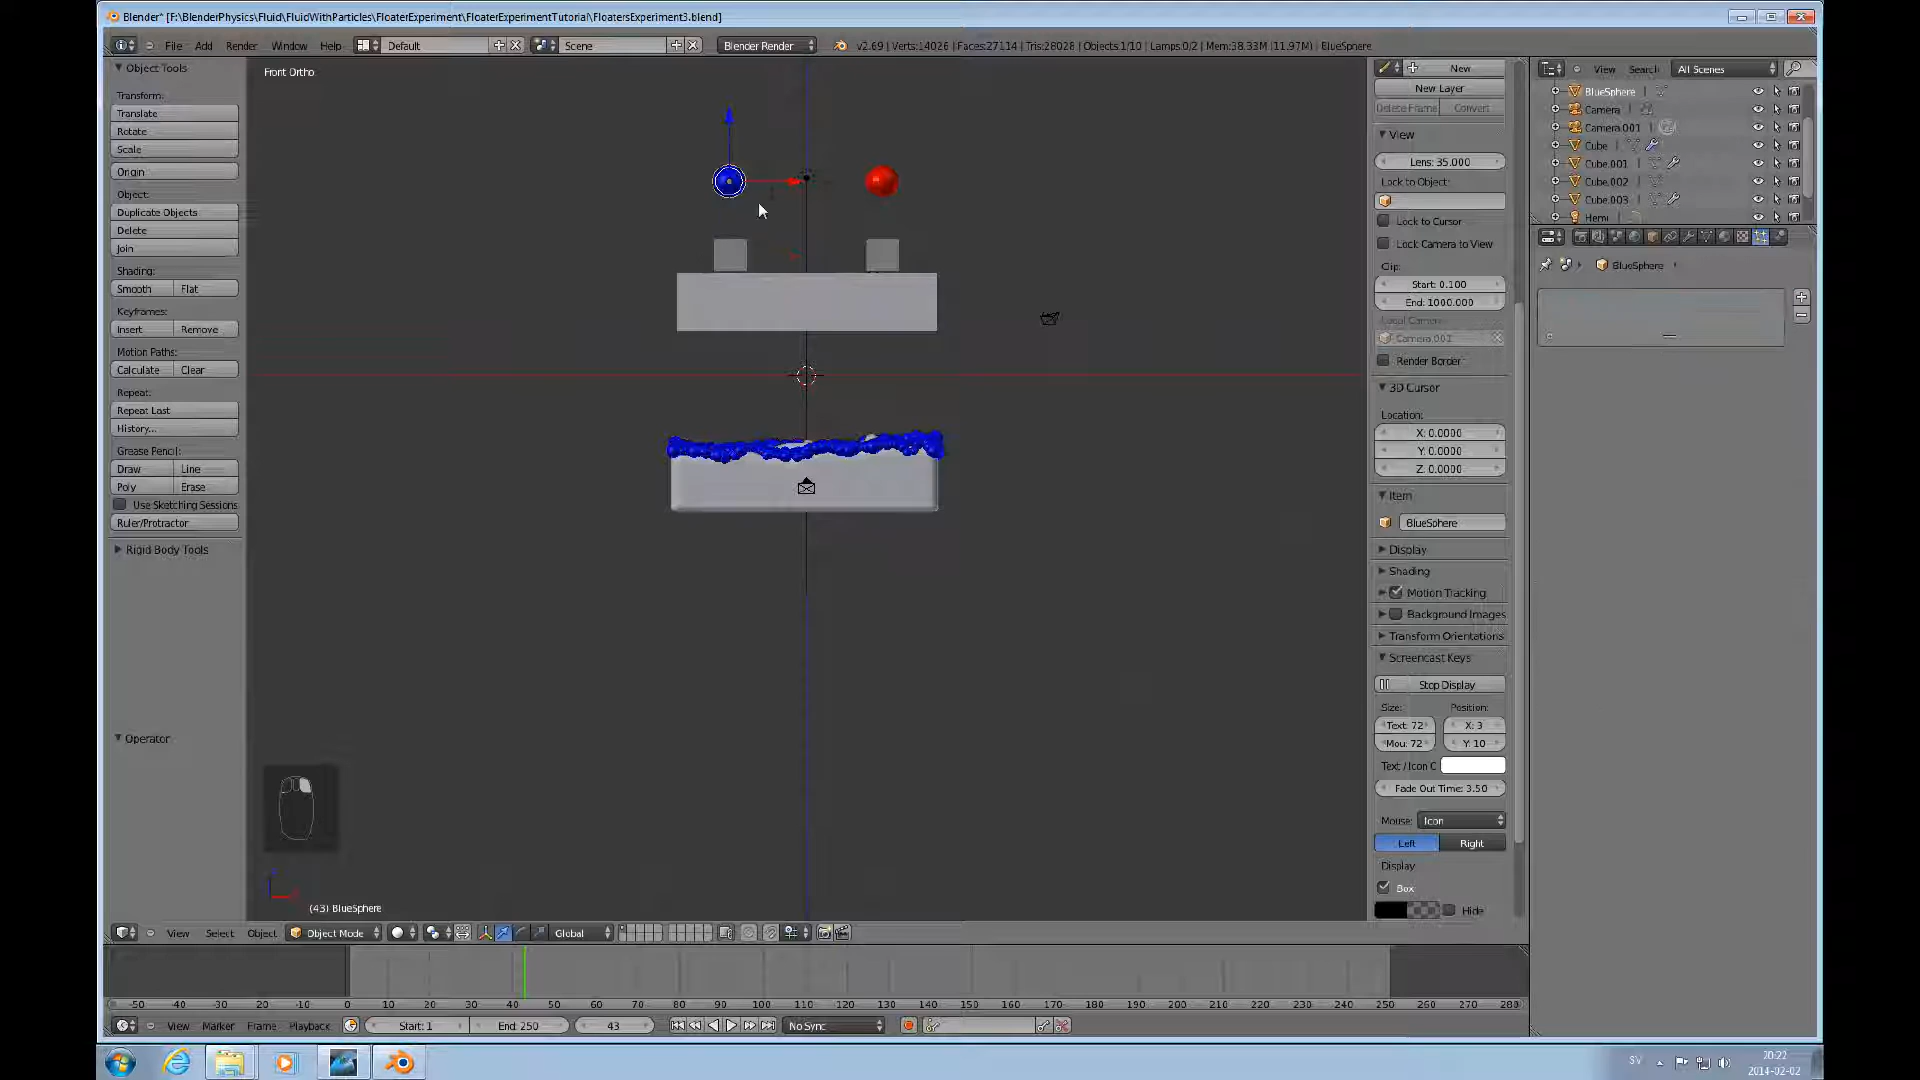 Blender* [F:\BlenderPhysics\Fluid\FluidWithParticles\FloaterExperiment\FloaterExperimentTutorial\FloatersExperiment3.blend]
File Add Render Window Help Default Scene Blender Render v2.69 | Verts:14026 | Faces:27114 | Tris:28028 | Objects:1/10 | Lamps:0/2 | Mem:38.33M (11.97M) | BlueSphere
Object Tools
Transform:
Translate
Rotate
Scale
Origin
Object:
Duplicate Objects
Delete
Join
Shading:
Smooth Flat
Keyframes:
Insert Remove
Motion Paths:
Calculate Clear
Repeat:
Repeat Last
History...
Grease Pencil:
Draw Line
Poly Erase
Use Sketching Sessions
Ruler/Protractor
Rigid Body Tools
Operator
Front Ortho
(43) BlueSphere
New
New Layer
Delete Frame Convert
View
Lens: 35.000
Lock to Object:
Lock to Cursor
Lock Camera to View
Clip:
Start: 0.100
End: 1000.000
Local Camera:
Camera.001
Render Border
3D Cursor
Location:
X: 0.0000
Y: 0.0000
Z: 0.0000
Item
BlueSphere
Display
Shading
Motion Tracking
Background Images
Transform Orientations
Screencast Keys
Stop Display
Size: Position:
Text: 72 X: 3
Mou: 72 Y: 10
Text / Icon C
Fade Out Time: 3.50
Mouse: Icon
Left Right
Display
Box
Hide
View Search All Scenes
BlueSphere
Camera
Camera.001
Cube
Cube.001
Cube.002
Cube.003
Hemi
BlueSphere
View Select Object Object Mode Global
-50 -40 -30 -20 -10 0 10 20 30 40 50 60 70 80 90 100 110 120 130 140 150 160 170 180 190 200 210 220 230 240 250 260 270 280
View Marker Frame Playback Start: 1 End: 250 43 No Sync
SV 20:22
2014-02-02